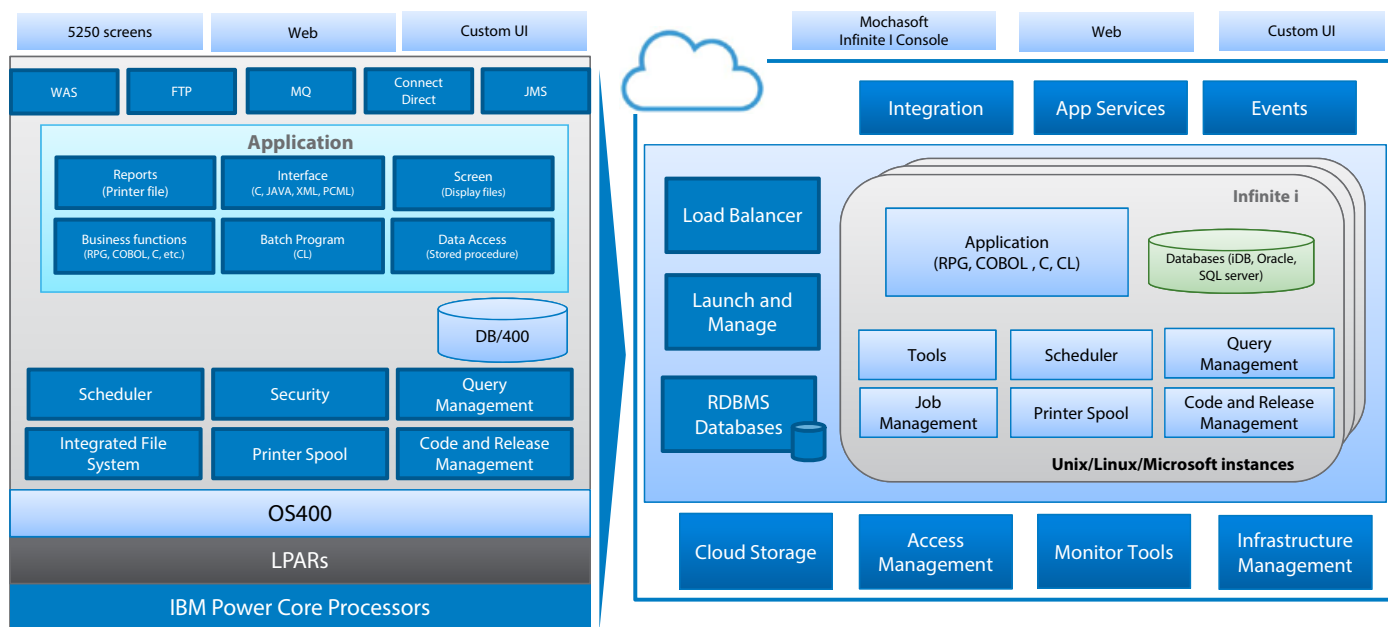 5250 screens
Web
Custom UI
WAS
FTP
MQ
Connect
Direct
JMS
Application
Reports
(Printer file)
Interface
(C, JAVA, XML, PCML)
Screen
(Display files)
Business functions
(RPG, COBOL, C, etc.)
Batch Program
(CL)
Data Access
(Stored procedure)
DB/400
Scheduler
Security
Query
Management
Integrated File
System
Printer Spool
Code and Release
Management
OS400
LPARs
IBM Power Core Processors
Mochasoft
Infinite I Console
Web
Custom UI
Integration
App Services
Events
Load Balancer
Launch and
Manage
RDBMS
Databases
Infinite i
Application
(RPG, COBOL , C, CL)
Databases (iDB, Oracle,
SQL server)
Tools
Scheduler
Query
Management
Job
Management
Printer Spool
Code and Release
Management
Unix/Linux/Microsoft instances
Cloud Storage
Access
Management
Monitor Tools
Infrastructure
Management